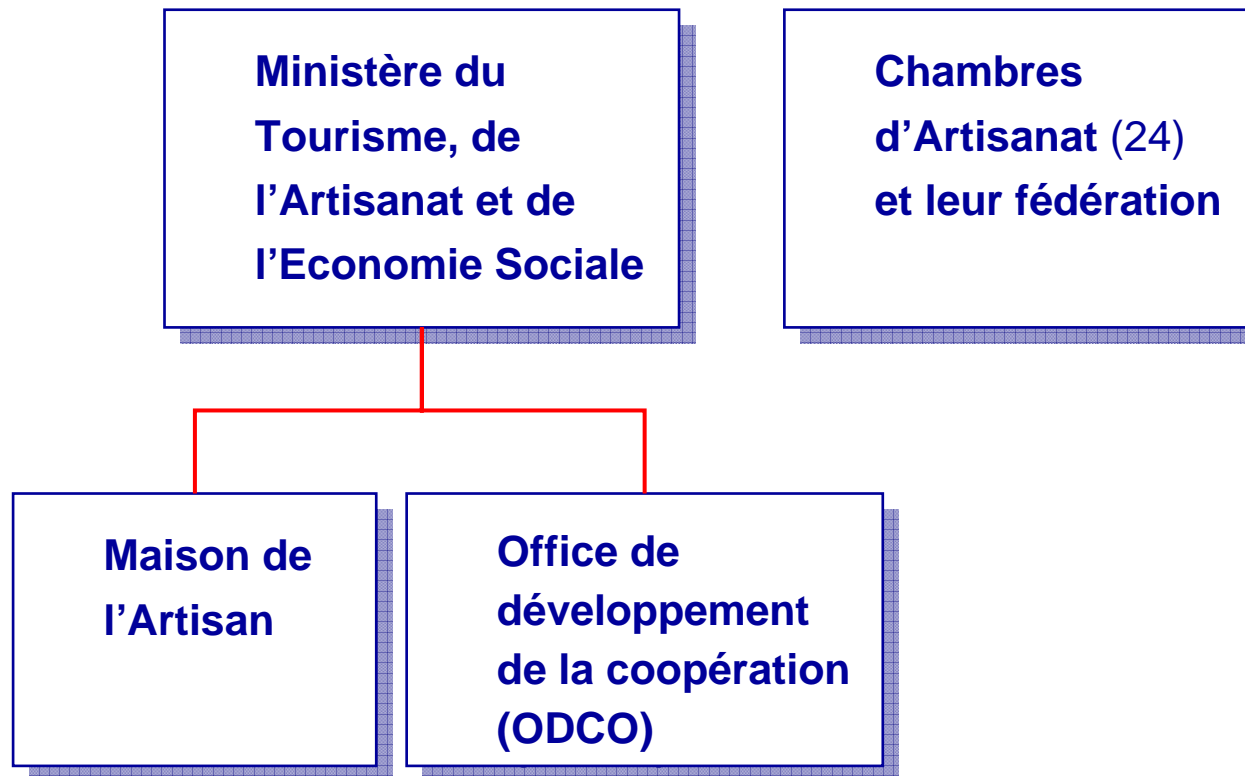 Ministère du
Tourisme, de
l’Artisanat et de
l’Economie Sociale
Chambres
d’Artisanat (24)
et leur fédération
Maison de
l’Artisan
Office de
développement
de la coopération
(ODCO)